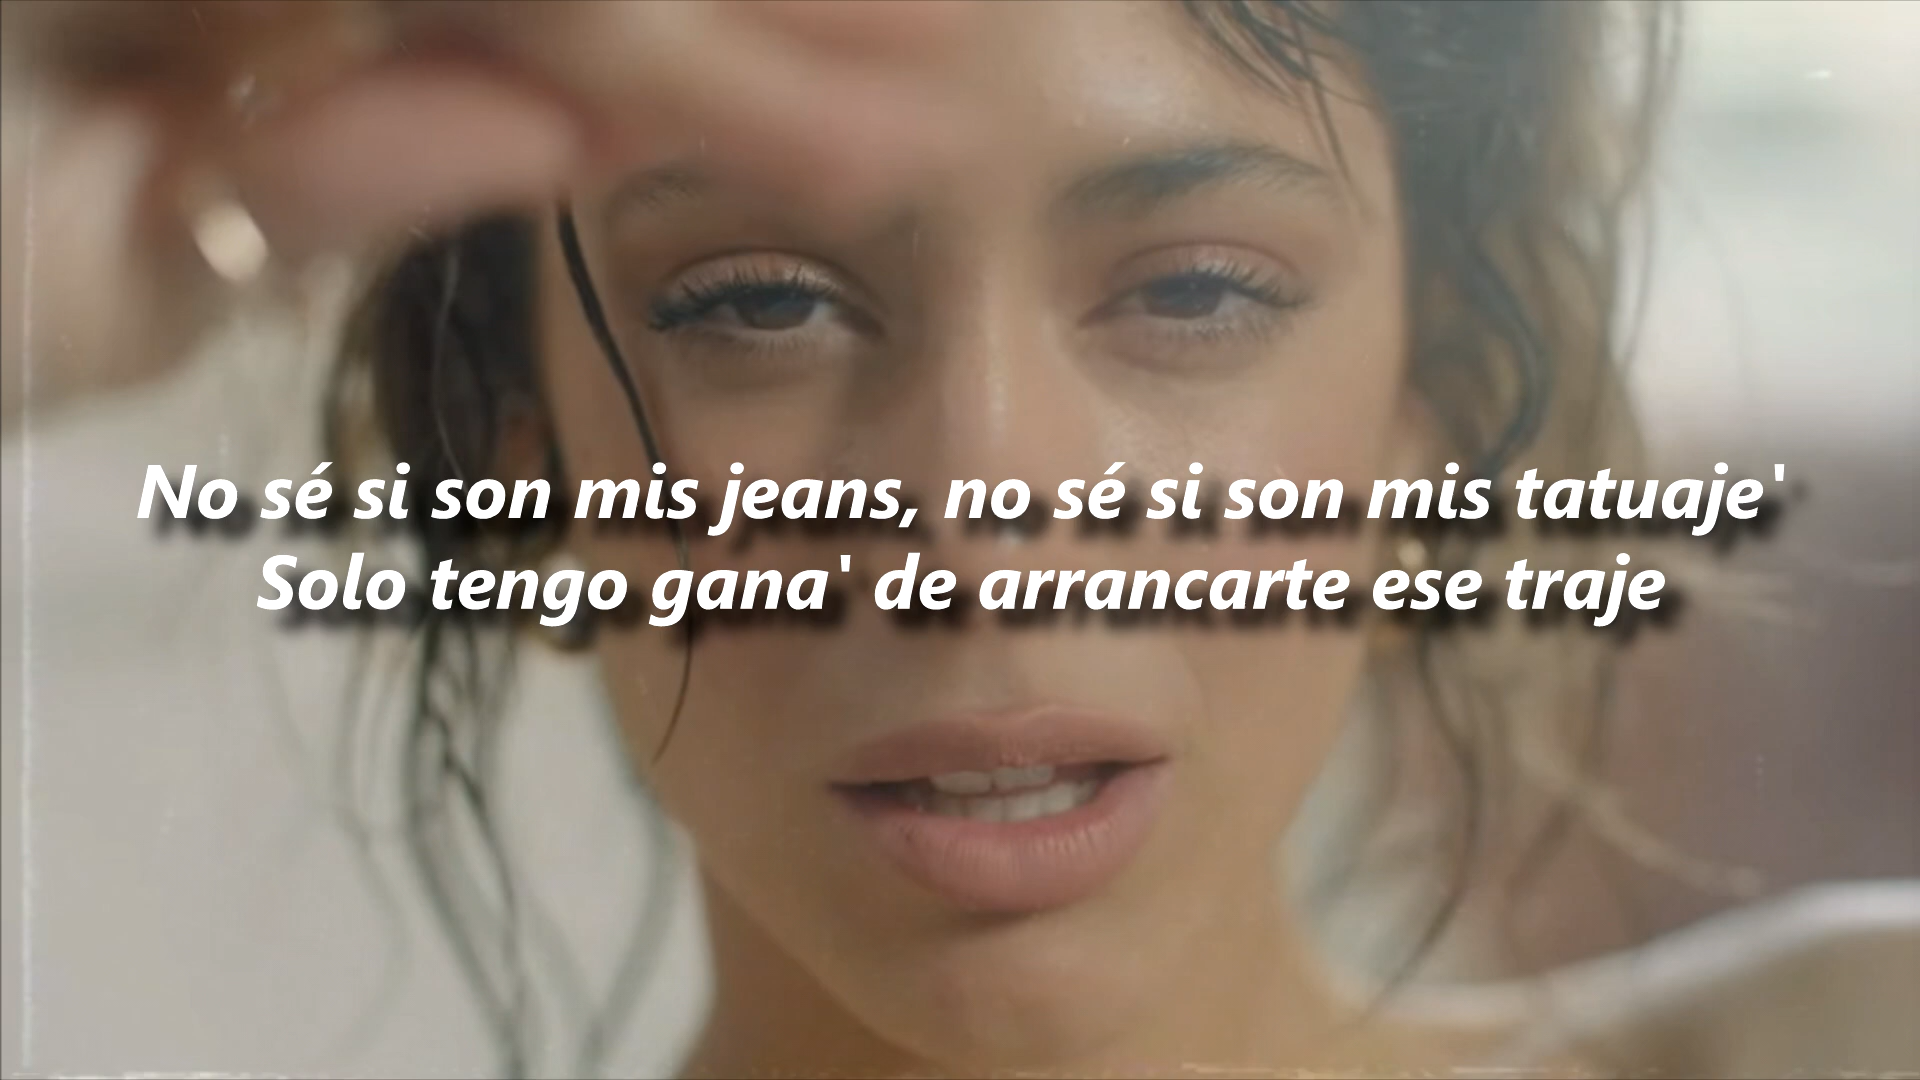 No sé si son mis jeans, no sé si son mis tatuaje'
Solo tengo gana' de arrancarte ese traje